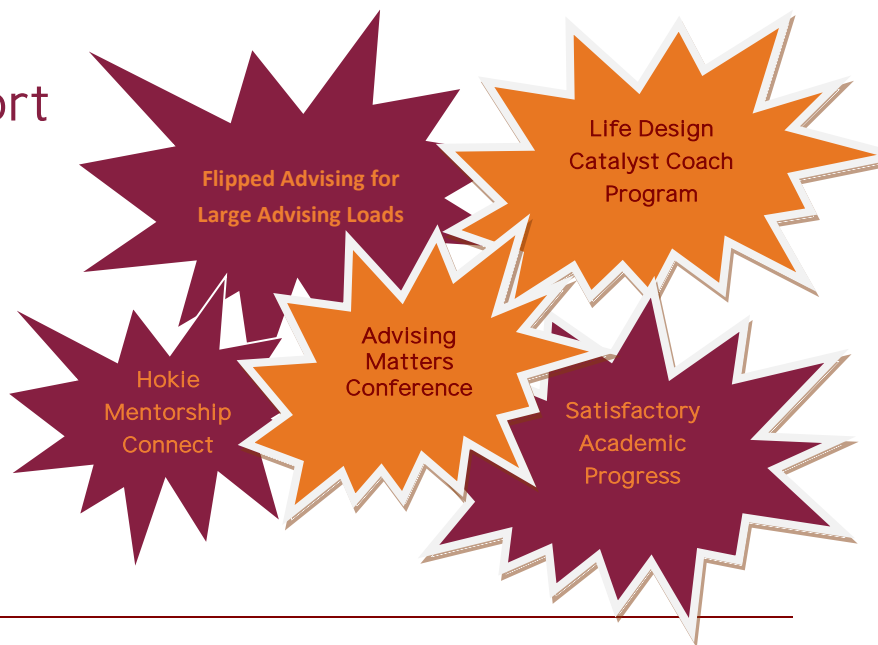 ort
Flipped Advising for
Large Advising Loads
Life Design
Catalyst Coach
Program
Advising
Matters
Conference
Hokie
Mentorship
Connect
Satisfactory
Academic
Progress